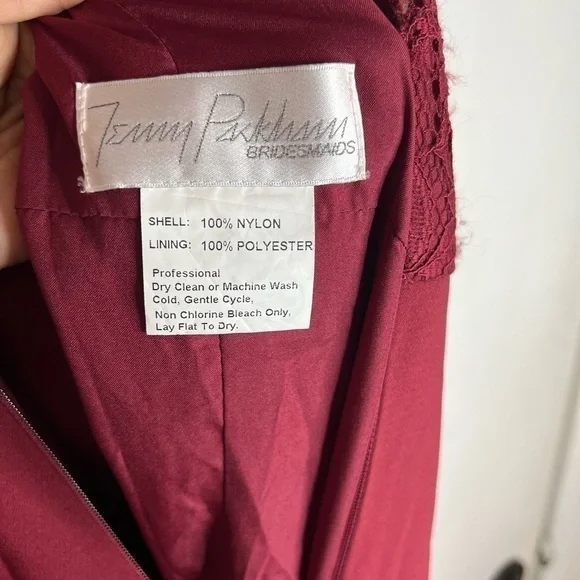 Jenny Packham
BRIDESMAIDS
SHELL: 100% NYLON
LINING: 100% POLYESTER
Professional
Dry Clean or Machine Wash
Cold, Gentle Cycle,
Non Chlorine Bleach Only,
Lay Flat To Dry.